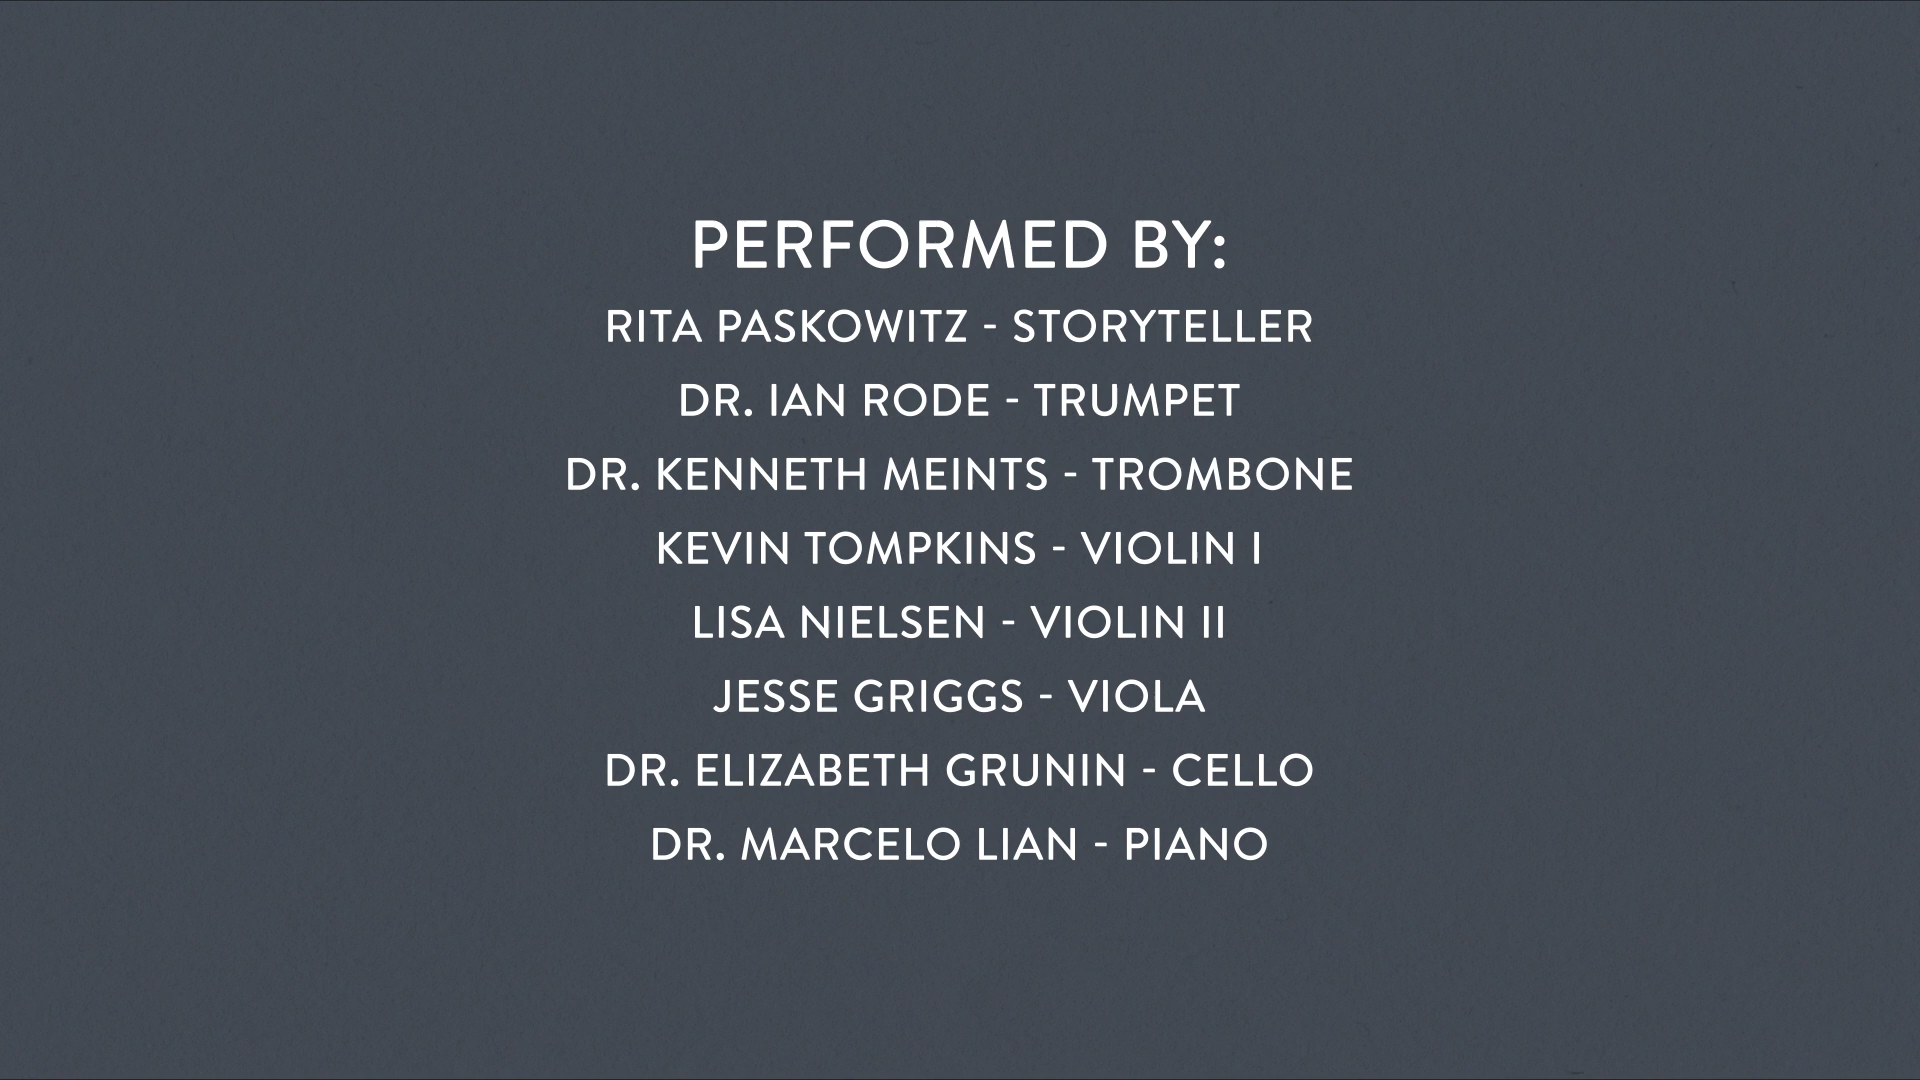 PERFORMED BY:
RITA PASKOWITZ - STORYTELLER
DR. IAN RODE - TRUMPET
DR. KENNETH MEINTS - TROMBONE
KEVIN TOMPKINS - VIOLIN I
LISA NIELSEN - VIOLIN II
JESSE GRIGGS - VIOLA
DR. ELIZABETH GRUNIN - CELLO
DR. MARCELO LIAN - PIANO